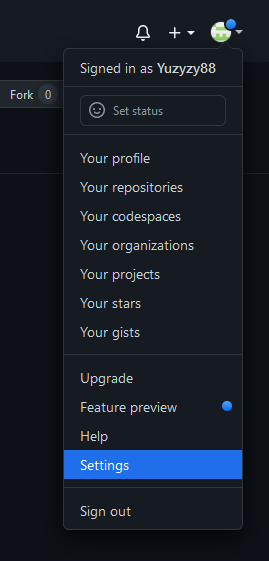 Signed in as Yuzyzy88
Fork 0
Set status
Your profile
Your repositories
Your codespaces
Your organizations
Your projects
Your stars
Your gists
Upgrade
Feature preview
Help
Settings
Sign out